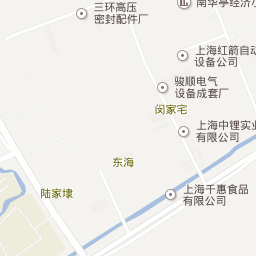 三环高压
密封配件厂
南华亭经济小
上海红箭自动
设备公司
骏顺电气
设备成套厂
闵家宅
上海中锂实业
有限公司
东海
陆家埭
上海千惠食品
有限公司